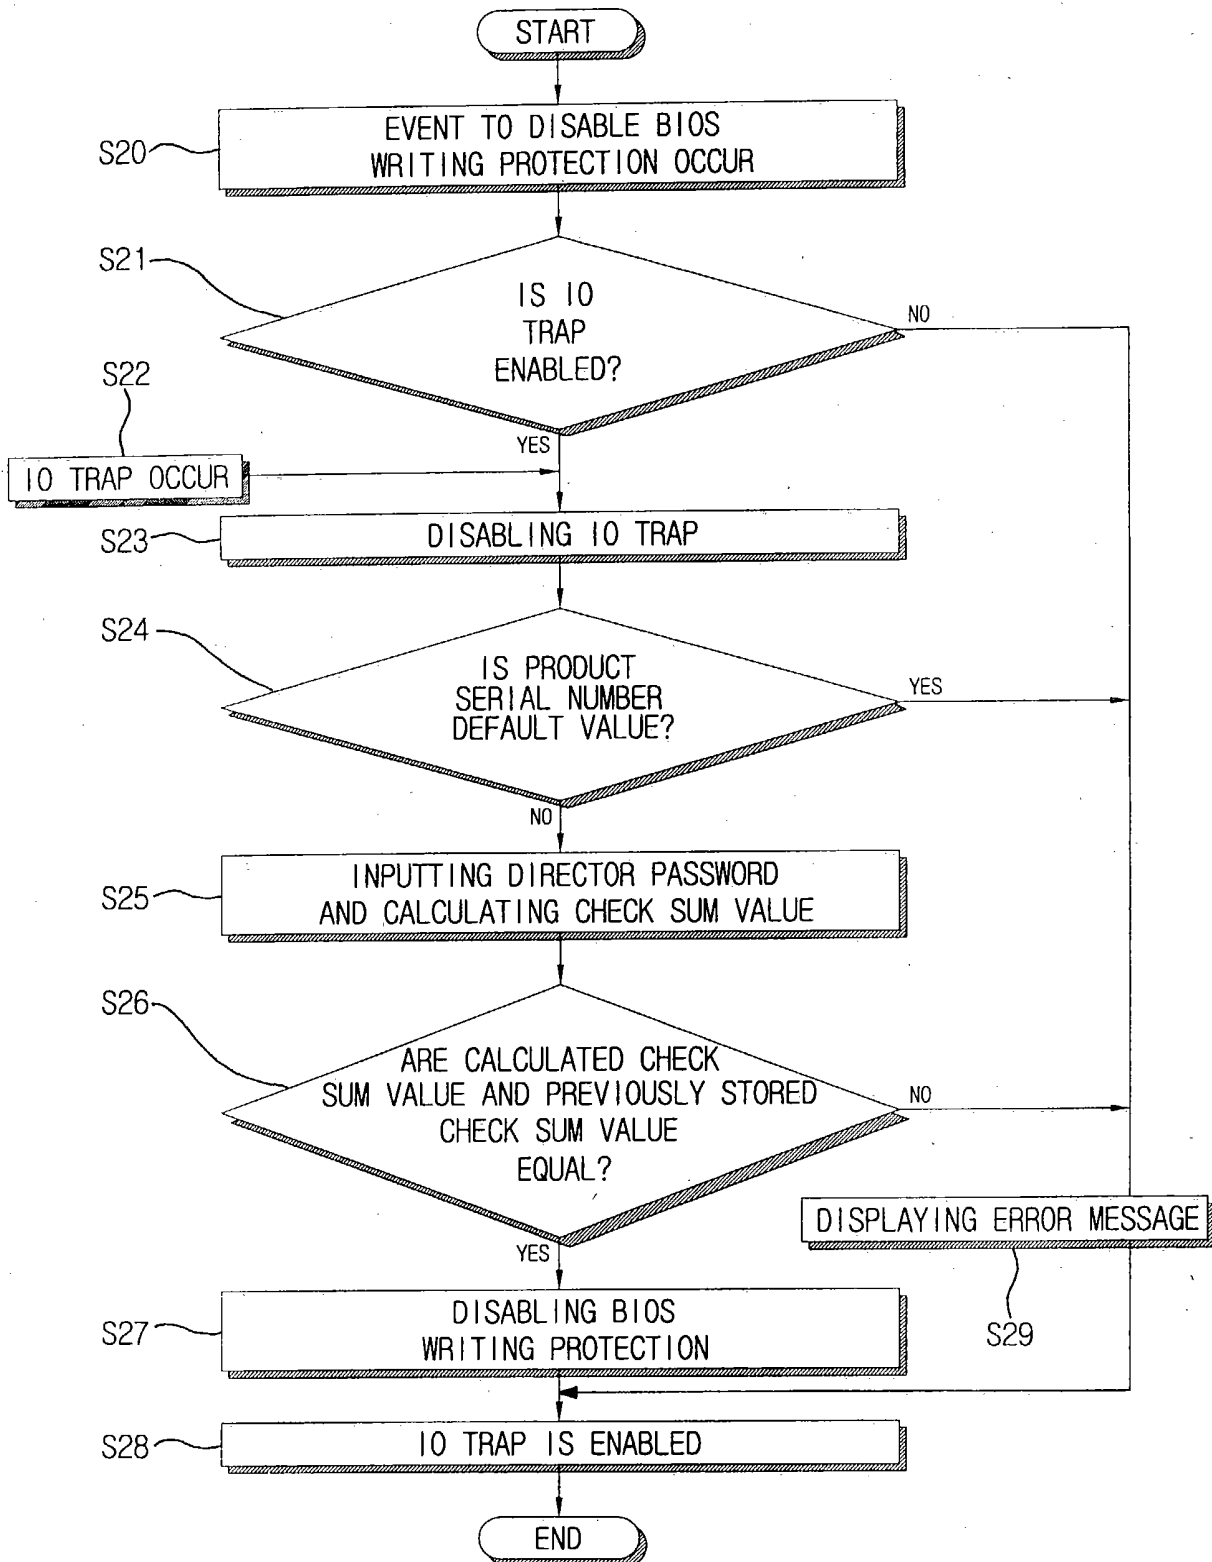 START
S20
EVENT TO DISABLE BIOS
WRITING PROTECTION OCCUR
S21
IS IO
TRAP
ENABLED?
NO
YES
S22
IO TRAP OCCUR
S23
DISABLING IO TRAP
S24
IS PRODUCT
SERIAL NUMBER
DEFAULT VALUE?
YES
NO
S25
INPUTTING DIRECTOR PASSWORD
AND CALCULATING CHECK SUM VALUE
S26
ARE CALCULATED CHECK
SUM VALUE AND PREVIOUSLY STORED
CHECK SUM VALUE
EQUAL?
NO
YES
DISPLAYING ERROR MESSAGE
S29
S27
DISABLING BIOS
WRITING PROTECTION
S28
IO TRAP IS ENABLED
END